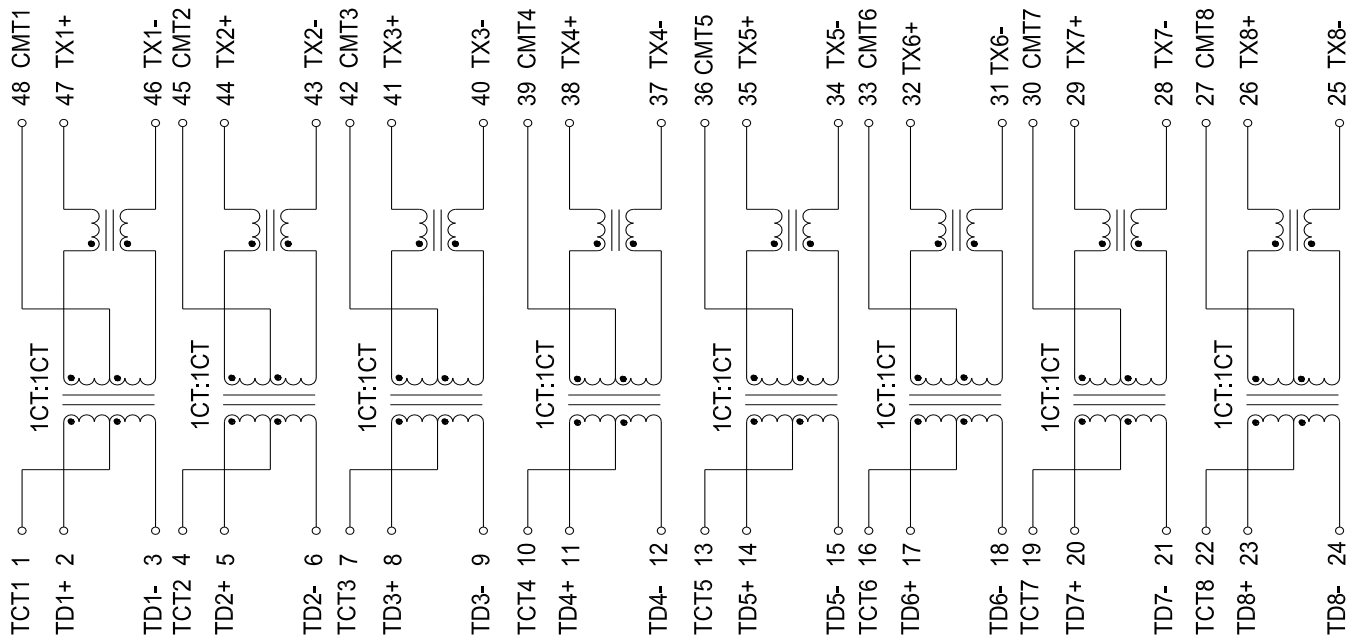 48 CMT1
47 TX1+
46 TX1-
45 CMT2
44 TX2+
43 TX2-
42 CMT3
41 TX3+
40 TX3-
39 CMT4
38 TX4+
37 TX4-
36 CMT5
35 TX5+
34 TX5-
33 CMT6
32 TX6+
31 TX6-
30 CMT7
29 TX7+
28 TX7-
27 CMT8
26 TX8+
25 TX8-
1CT:1CT
1CT:1CT
1CT:1CT
1CT:1CT
1CT:1CT
1CT:1CT
1CT:1CT
1CT:1CT
TCT1 1
TD1+ 2
TD1- 3
TCT2 4
TD2+ 5
TD2- 6
TCT3 7
TD3+ 8
TD3- 9
TCT4 10
TD4+ 11
TD4- 12
TCT5 13
TD5+ 14
TD5- 15
TCT6 16
TD6+ 17
TD6- 18
TCT7 19
TD7+ 20
TD7- 21
TCT8 22
TD8+ 23
TD8- 24